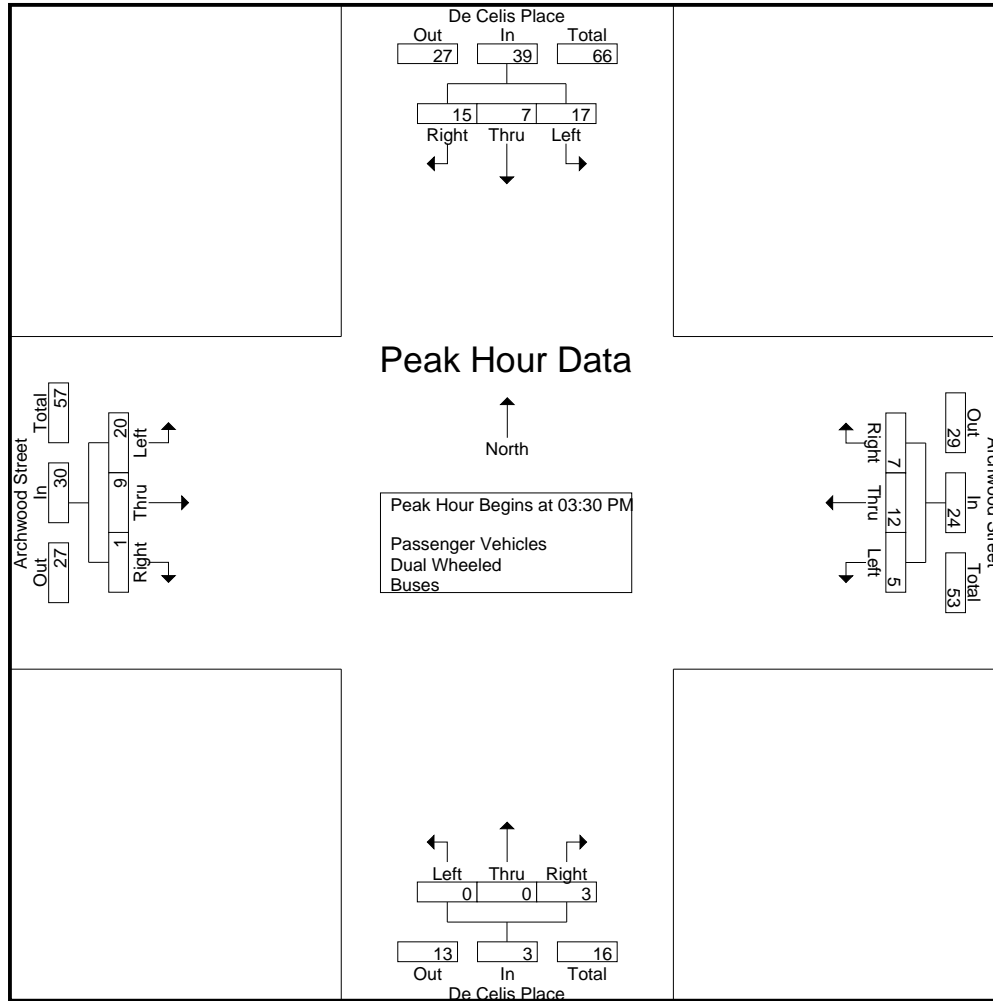 De Celis Place
Out In Total
27 39 66
15 7 17
Right Thru Left
Peak Hour Data
North
Peak Hour Begins at 03:30 PM
Passenger Vehicles
Dual Wheeled
Buses
Archwood Street
Out In Total
27 30 57
20 9 1
Left Thru Right
Archwood Street
Out In Total
29 24 53
7 12 5
Right Thru Left
Left Thru Right
0 0 3
13 3 16
Out In Total
De Celis Place